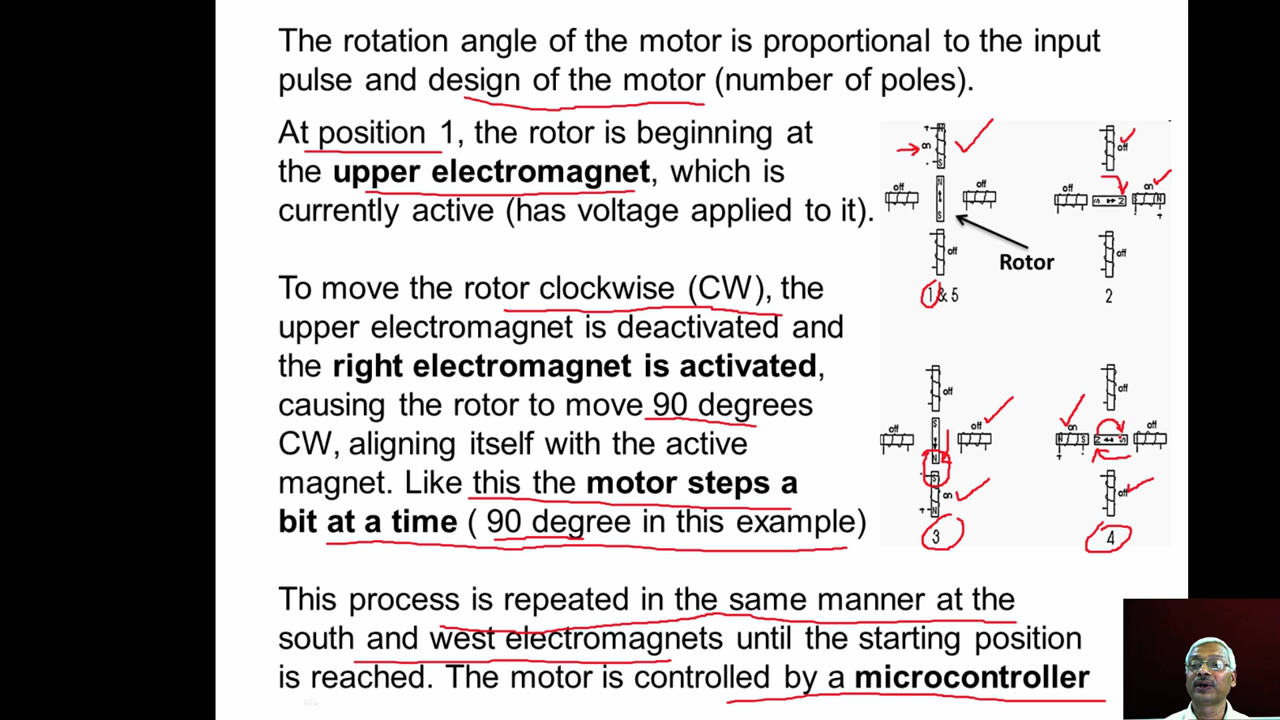 The rotation angle of the motor is proportional to the input
pulse and design of the motor (number of poles).
At position 1, the rotor is beginning at
the upper electromagnet, which is
currently active (has voltage applied to it).
To move the rotor clockwise (CW), the
upper electromagnet is deactivated and
the right electromagnet is activated,
causing the rotor to move 90 degrees
CW, aligning itself with the active
magnet. Like this the motor steps a
bit at a time ( 90 degree in this example)
This process is repeated in the same manner at the
south and west electromagnets until the starting position
is reached. The motor is controlled by a microcontroller
+ N
on
- S
off
N
S
off
off
Rotor
1 & 5
off
off
S N
on
S N
- +
off
2
off
off
S
N
off
S
on
+ N
3
off
on
N S
+ -
N S
off
off
4